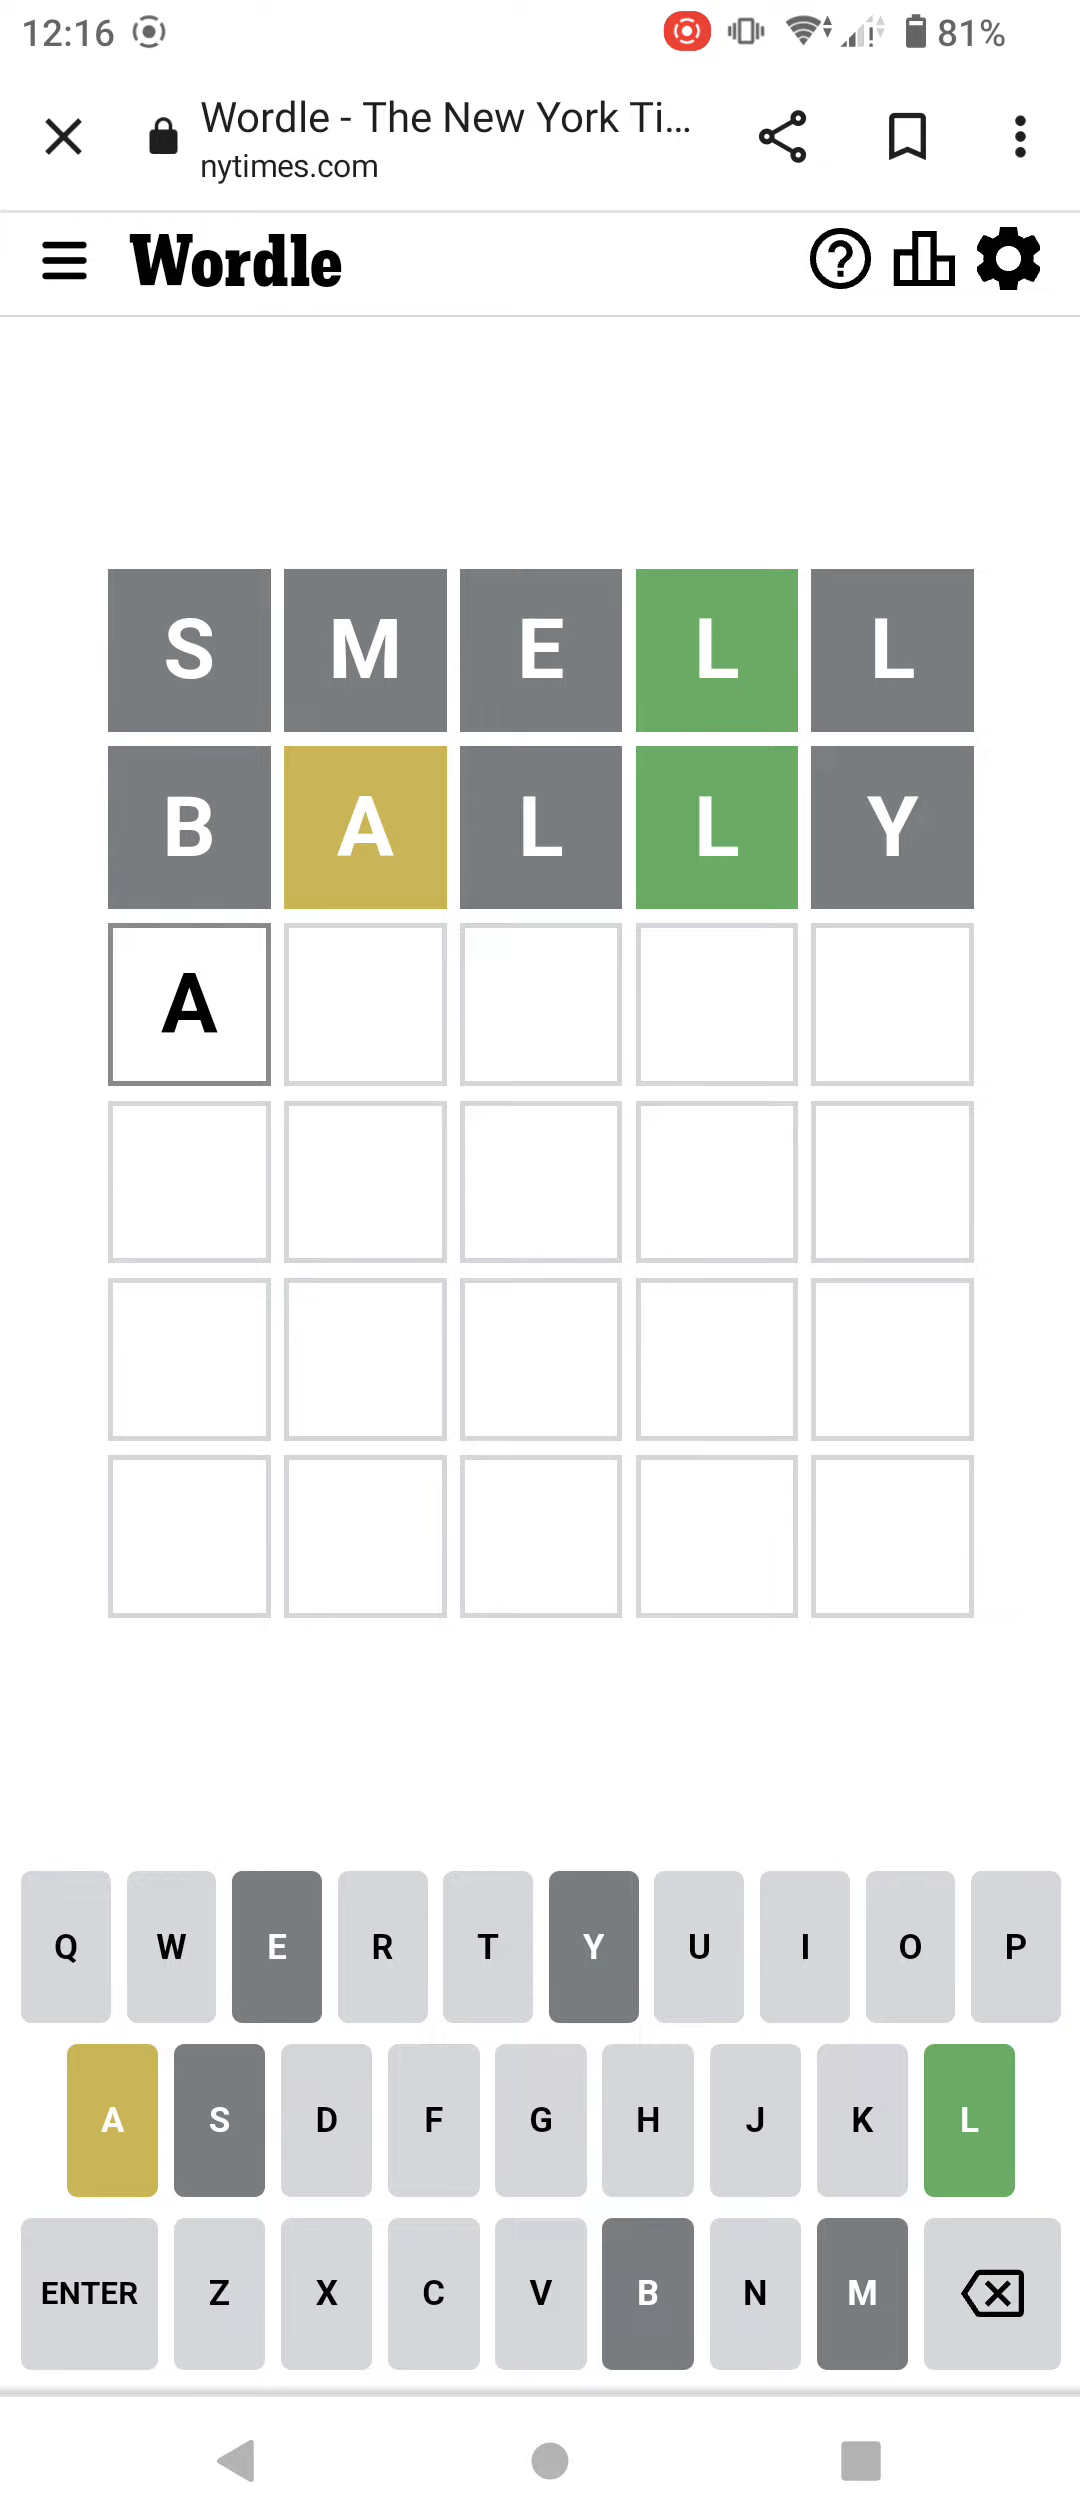 12:16 81%
Wordle - The New York Ti...
nytimes.com
Wordle
S M E L L
B A L L Y
A
Q W E R T Y U I O P
A S D F G H J K L
ENTER Z X C V B N M